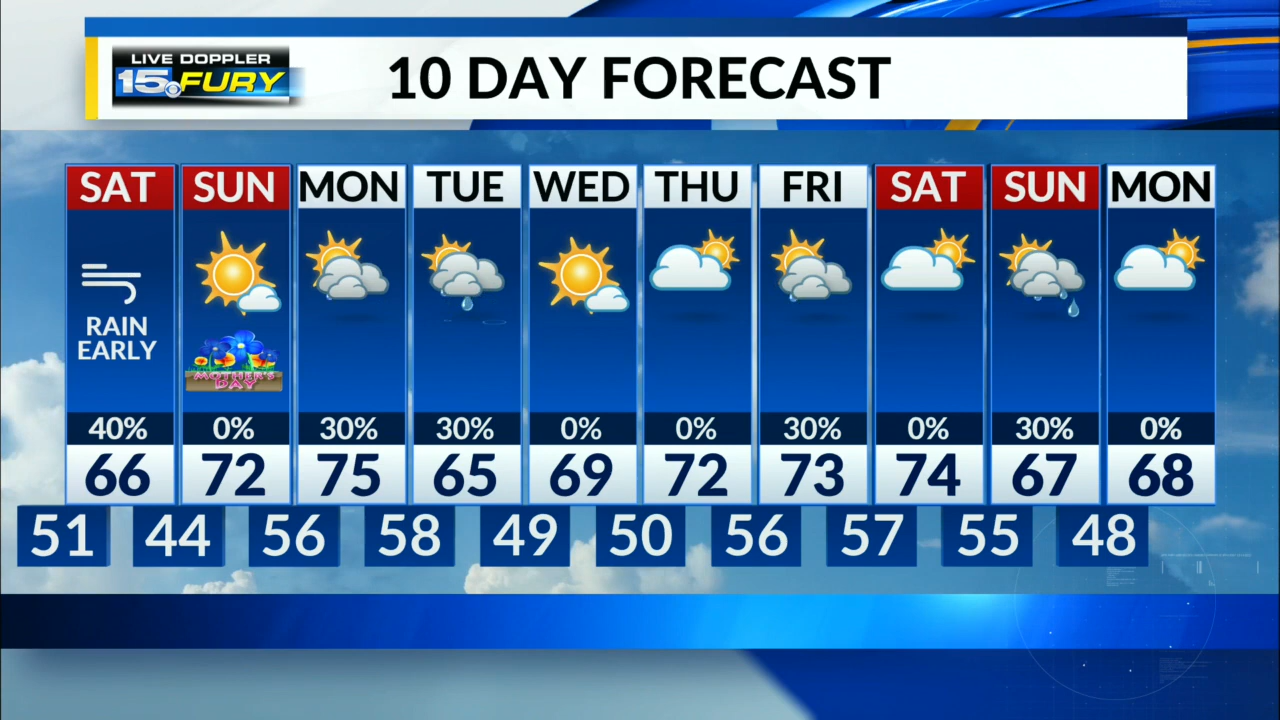 LIVE DOPPLER
15 FURY
10 DAY FORECAST
SAT SUN MON TUE WED THU FRI SAT SUN MON
RAIN
EARLY
MOTHER'S
DAY
40% 0% 30% 30% 0% 0% 30% 0% 30% 0%
66 72 75 65 69 72 73 74 67 68
51 44 56 58 49 50 56 57 55 48